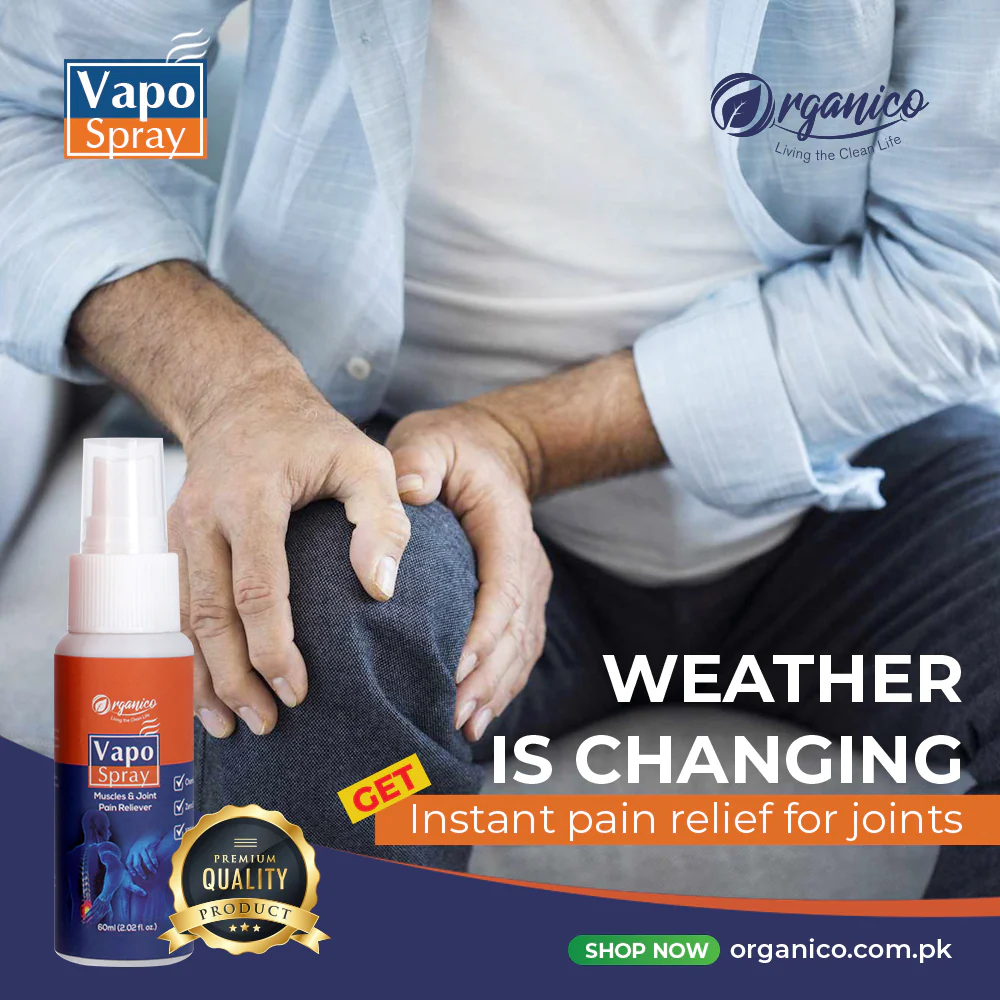 Vapo
Spray
Organico
Living the Clean Life
WEATHER
IS CHANGING
GET
Instant pain relief for joints
Organico
Living the Clean Life
Vapo
Spray
Muscles & Joint
Pain Reliever
60ml (2.02 fl. oz.)
PREMIUM
QUALITY
PRODUCT
SHOP NOW
organico.com.pk